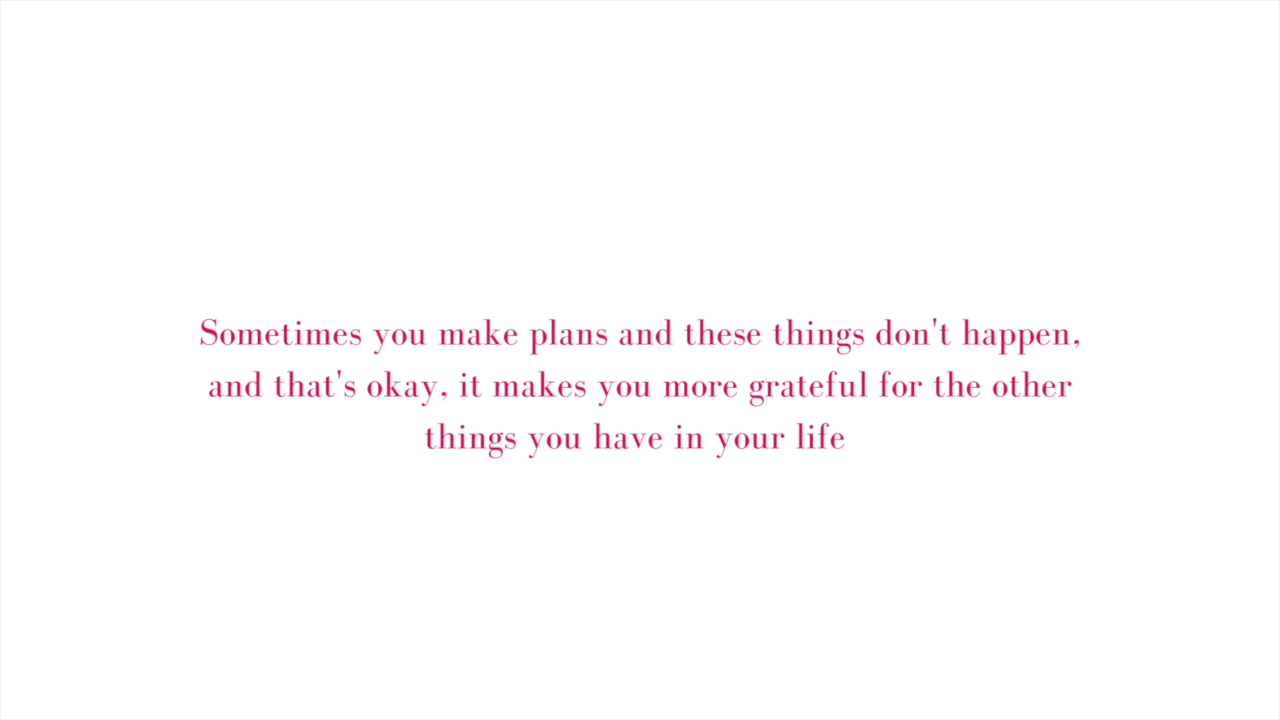 Sometimes you make plans and these things don't happen,
and that's okay, it makes you more grateful for the other
things you have in your life